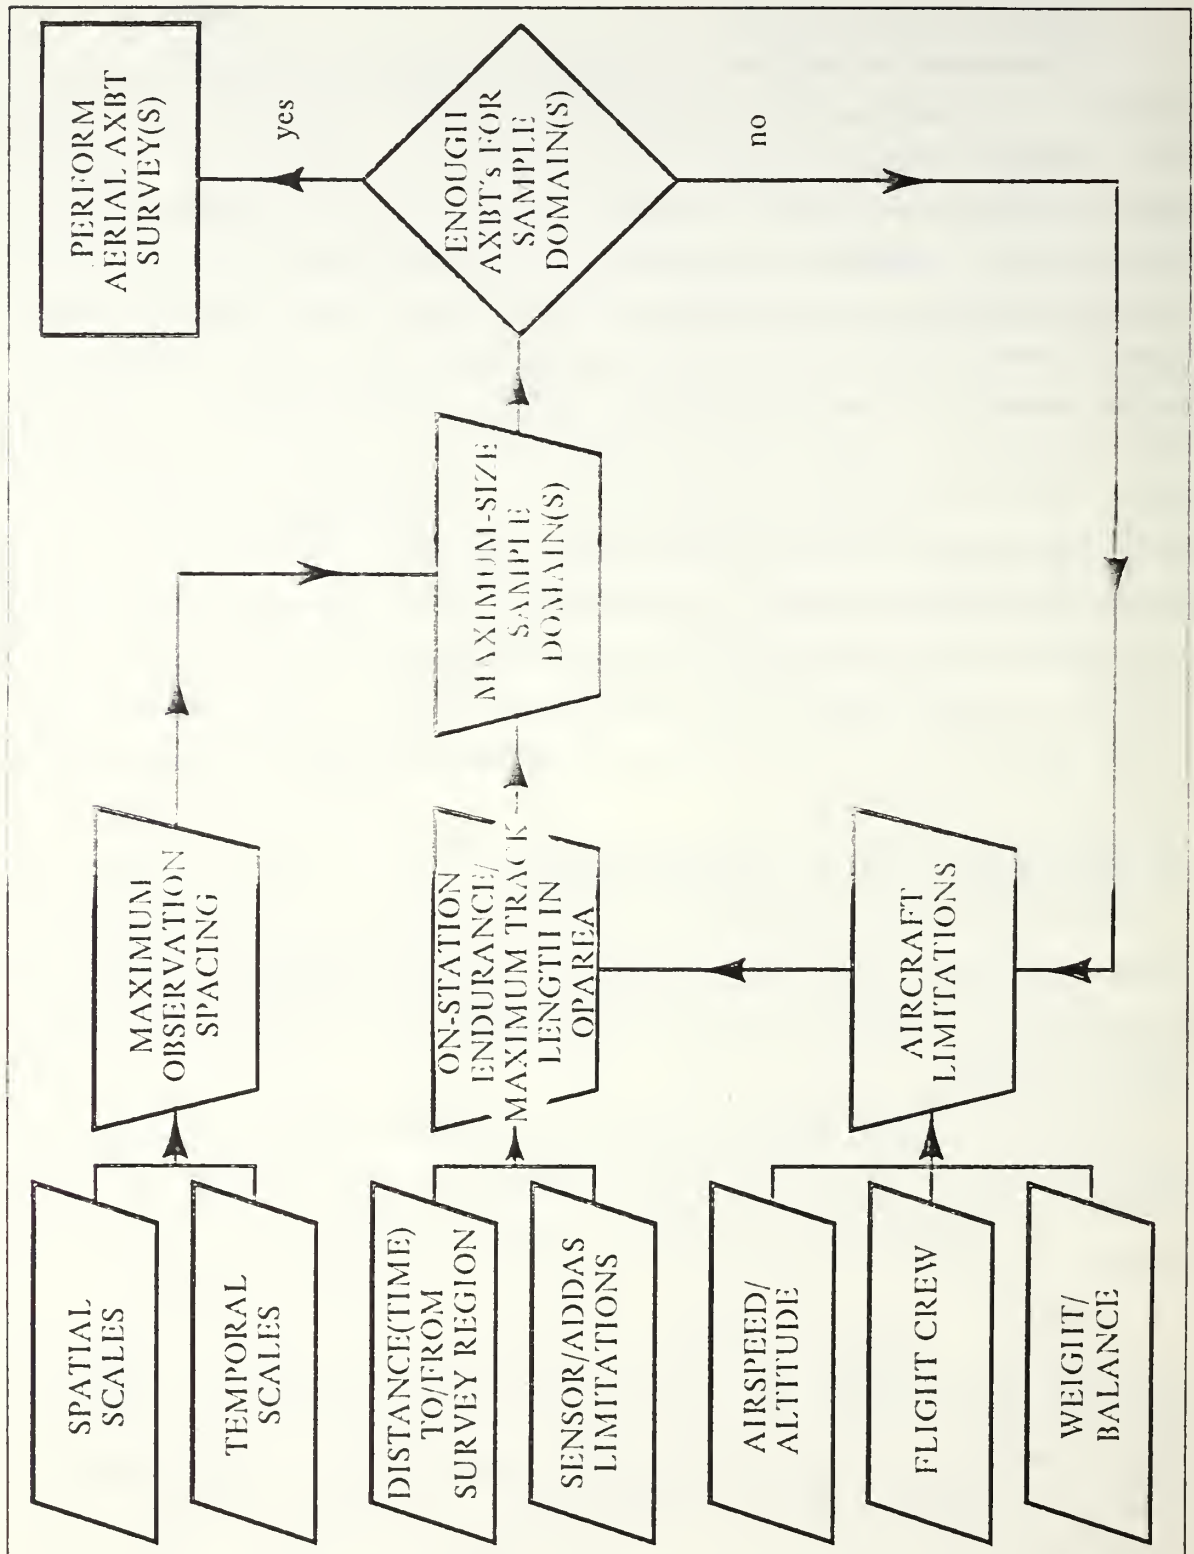 SPATIAL
SCALES
TEMPORAL
SCALES
DISTANCE(TIME)
TO/FROM
SURVEY REGION
SENSOR/ADDAS
LIMITATIONS
AIRSPEED/
ALTITUDE
FLIGHT CREW
WEIGHT/
BALANCE
MAXIMUM
OBSERVATION
SPACING
ON-STATION
ENDURANCE/
MAXIMUM TRACK
LENGTH IN
OPAREA
AIRCRAFT
LIMITATIONS
MAXIMUM-SIZE
SAMPLE
DOMAIN(S)
PERFORM
AERIAL AXBT
SURVEY(S)
yes
ENOUGH
AXBT's FOR
SAMPLE
DOMAIN(S)
no